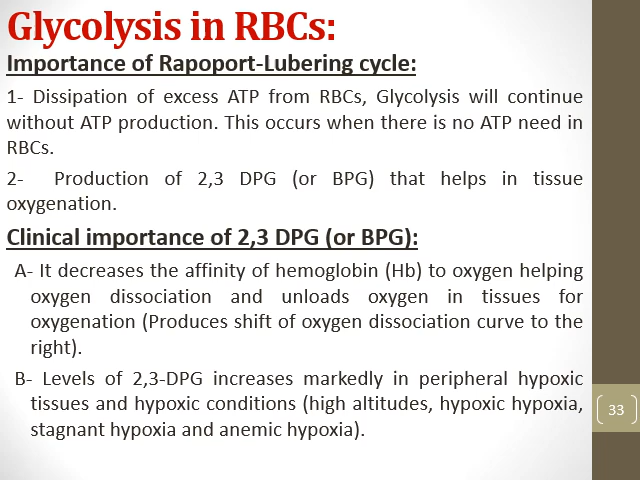 Glycolysis in RBCs:
Importance of Rapoport-Lubering cycle:
1- Dissipation of excess ATP from RBCs, Glycolysis will continue
without ATP production. This occurs when there is no ATP need in
RBCs.
2- Production of 2,3 DPG (or BPG) that helps in tissue
oxygenation.
Clinical importance of 2,3 DPG (or BPG):
A- It decreases the affinity of hemoglobin (Hb) to oxygen helping
oxygen dissociation and unloads oxygen in tissues for
oxygenation (Produces shift of oxygen dissociation curve to the
right).
B- Levels of 2,3-DPG increases markedly in peripheral hypoxic
tissues and hypoxic conditions (high altitudes, hypoxic hypoxia,
stagnant hypoxia and anemic hypoxia).
33